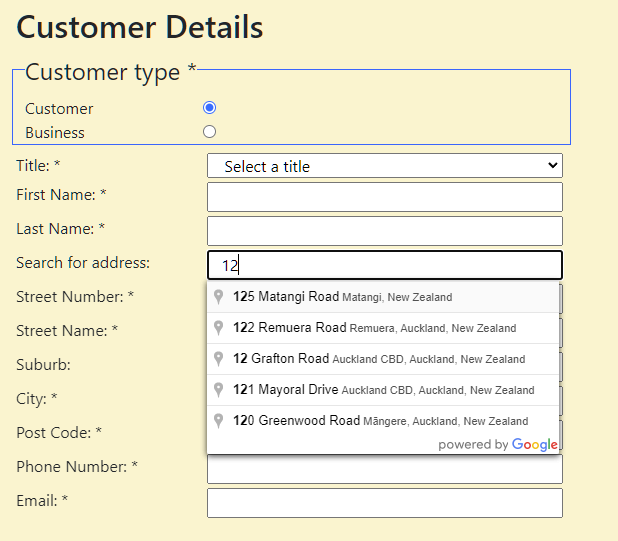 Customer Details
Customer type *
Customer
Business
Title: *
Select a title
First Name: *
Last Name: *
Search for address:
12
Street Number: *
125 Matangi Road Matangi, New Zealand
Street Name: *
122 Remuera Road Remuera, Auckland, New Zealand
Suburb:
12 Grafton Road Auckland CBD, Auckland, New Zealand
City: *
121 Mayoral Drive Auckland CBD, Auckland, New Zealand
Post Code: *
120 Greenwood Road Māngere, Auckland, New Zealand
powered by Google
Phone Number: *
Email: *